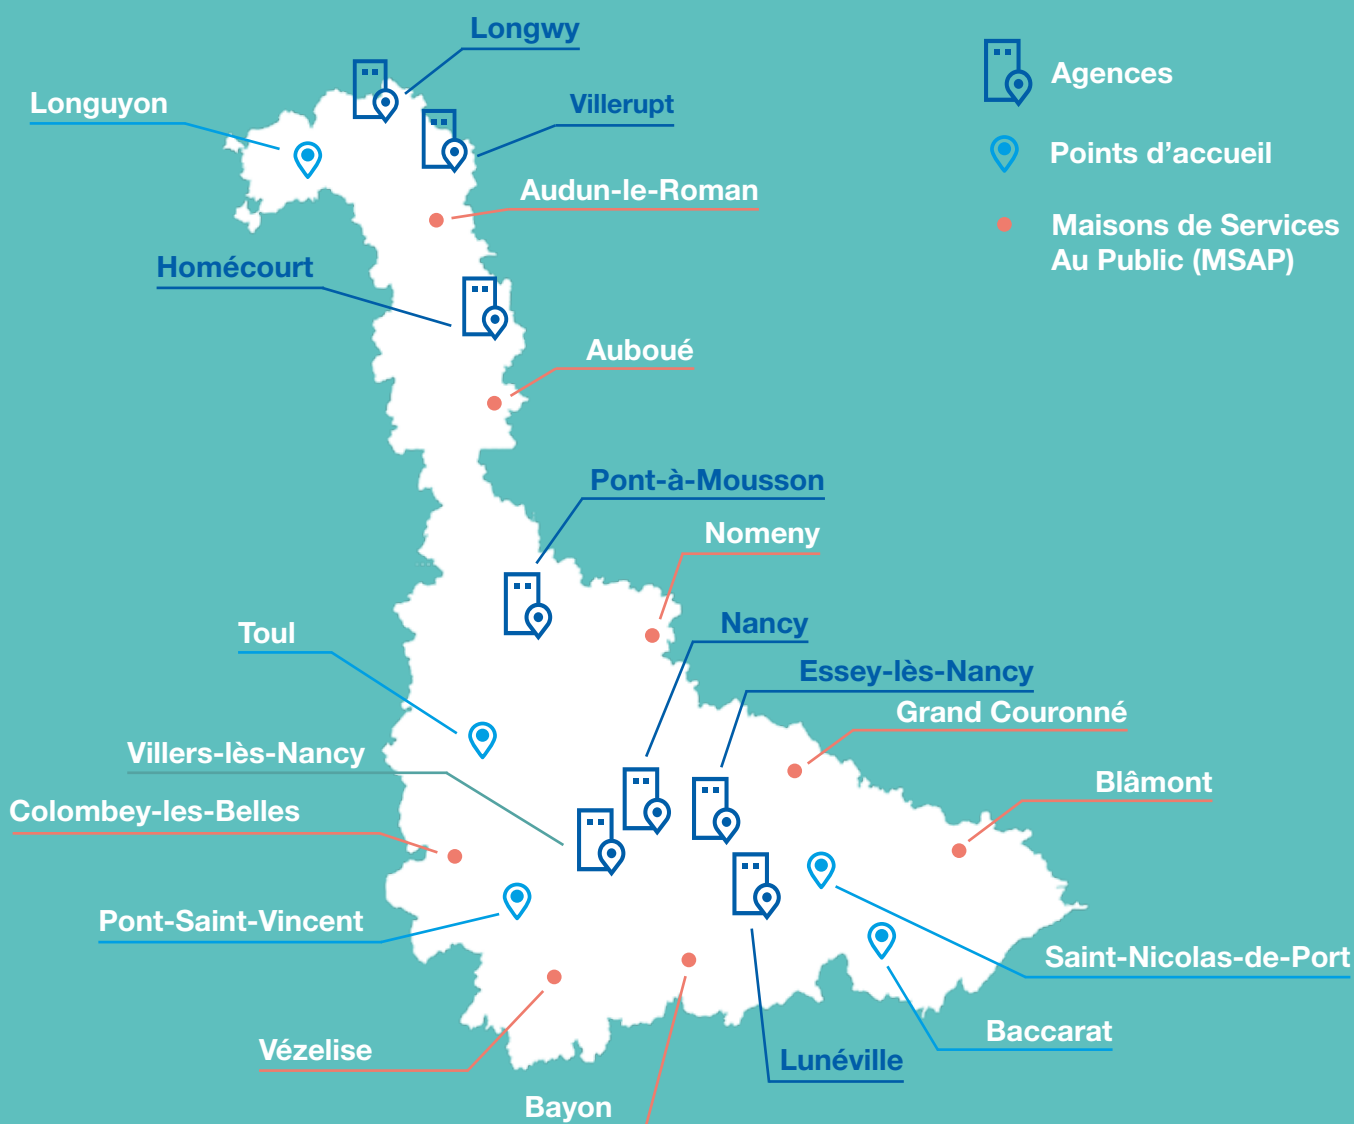 Longwy
Agences
Longuyon
Villerupt
Points d'accueil
Audun-le-Roman
Maisons de Services
Au Public (MSAP)
Homécourt
Auboué
Pont-à-Mousson
Nomeny
Nancy
Toul
Essey-lès-Nancy
Grand Couronné
Villers-lès-Nancy
Blâmont
Colombey-les-Belles
Pont-Saint-Vincent
Saint-Nicolas-de-Port
Baccarat
Vézelise
Lunéville
Bayon